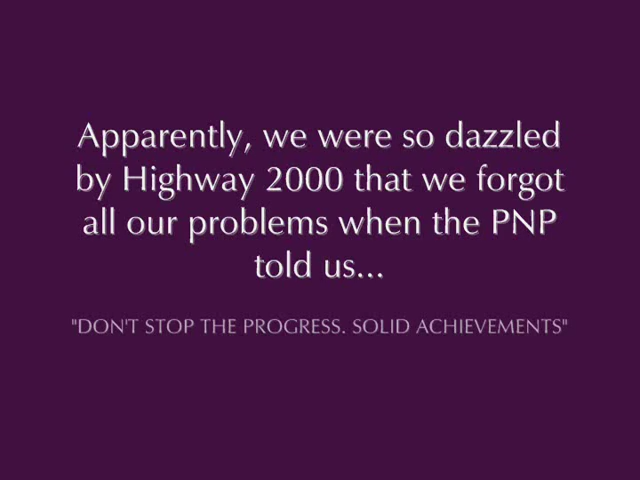 Apparently, we were so dazzled
by Highway 2000 that we forgot
all our problems when the PNP
told us...
"DON'T STOP THE PROGRESS. SOLID ACHIEVEMENTS"